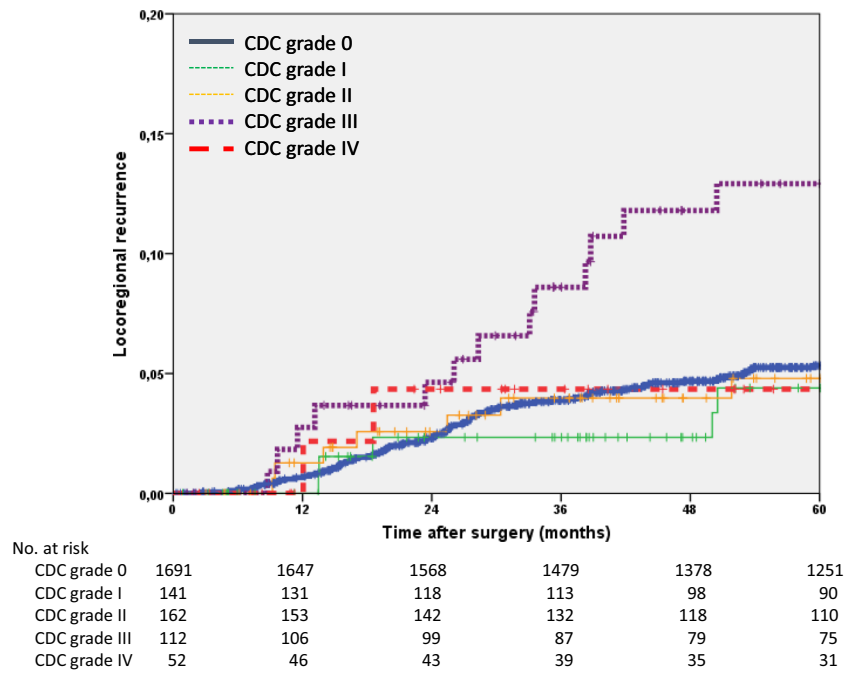 0,20
CDC grade 0
CDC grade I
CDC grade II
CDC grade III
CDC grade IV
0,15
0,10
0,05
0,00
Locoregional recurrence
0 12 24 36 48 60
Time after surgery (months)
No. at risk
CDC grade 0 1691 1647 1568 1479 1378 1251
CDC grade I 141 131 118 113 98 90
CDC grade II 162 153 142 132 118 110
CDC grade III 112 106 99 87 79 75
CDC grade IV 52 46 43 39 35 31